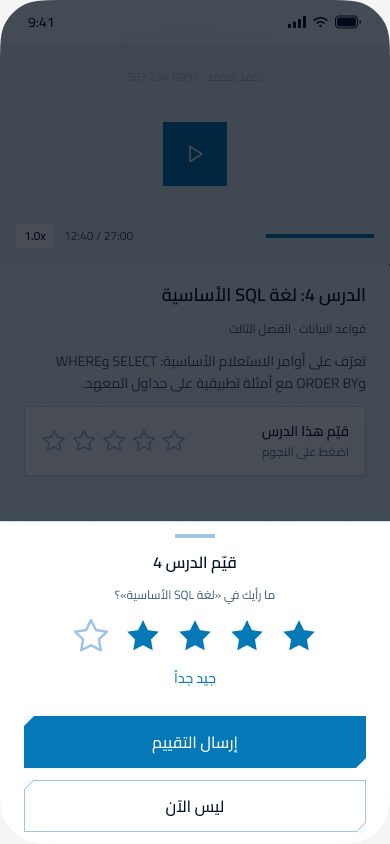 9:41
أحمد محمد · 0991 234 567
1.0x
12:40 / 27:00
الدرس 4: لغة SQL الأساسية
قواعد البيانات · الفصل الثالث
تعرّف على أوامر الاستعلام الأساسية: SELECT وWHERE
وORDER BY مع أمثلة تطبيقية على جداول المعهد.
قيّم هذا الدرس
اضغط على النجوم
قيّم الدرس 4
ما رأيك في «لغة SQL الأساسية»؟
جيد جداً
إرسال التقييم
ليس الآن